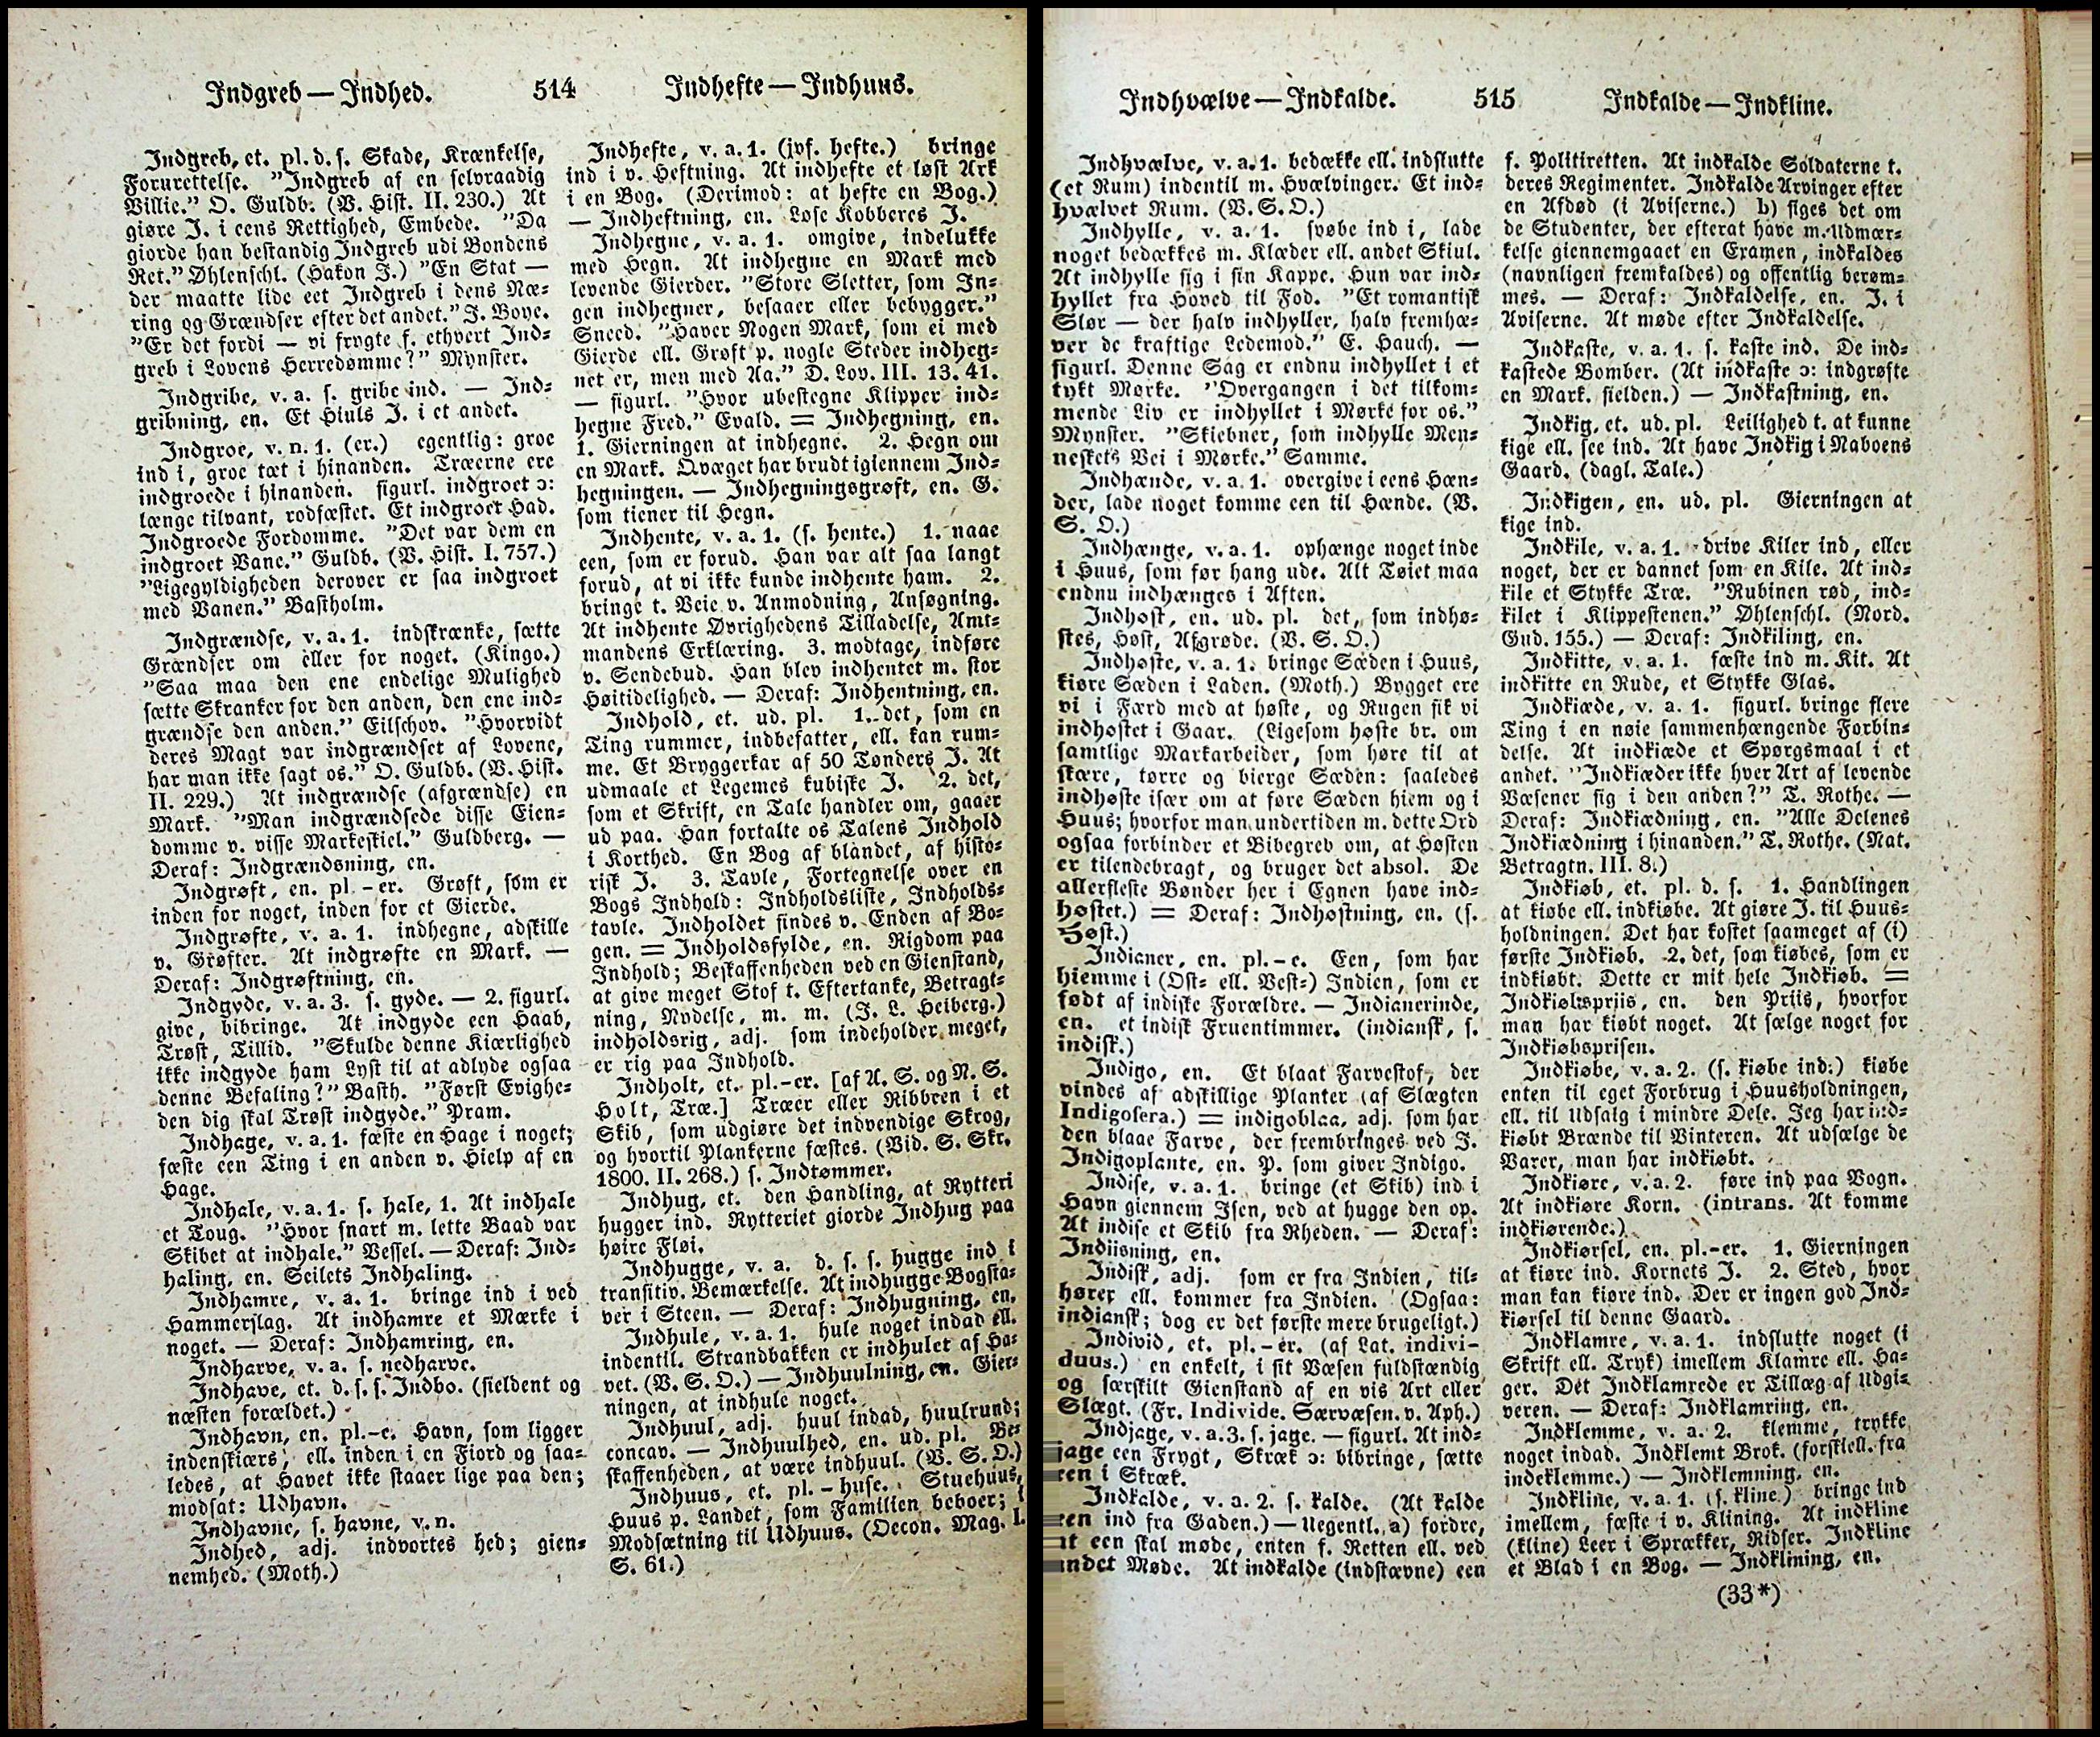 Indgreb — Indhed.
514
Indhefte — Indhuus.
Indgreb, et. pl. d. s. Skade, Krænkelse,
Forurettelse. "Indgreb af en selvraadig
Villie." O. Guldb. (V. Hist. II. 230.) At
giøre J. i eens Rettighed, Embede. "Da
giorde han bestandig Indgreb udi Bondens
Ret." Øhlenschl. (Hakon J.) "En Stat —
der maatte lide eet Indgreb i dens Næ-
ring og Grændser efter det andet." J. Boye.
"Er det fordi — vi frygte f. ethvert Ind-
greb i Lovens Herredømme?" Mynster.
Indgribe, v. a. s. gribe ind. — Ind-
gribning, en. Et Hiuls J. i et andet.
Indgroe, v. n. 1. (er.) egentlig: groe
ind i, groe tæt i hinanden. Træerne ere
indgroede i hinanden. figurl. indgroet ɔ:
længe tilvant, rodfæstet. Et indgroet Had.
Indgroede Fordomme. "Det var dem en
indgroet Vane." Guldb. (V. Hist. I. 757.)
"Ligegyldigheden derover er saa indgroet
med Vanen." Bastholm.
Indgrændse, v. a. 1. indskrænke, sætte
Grændser om eller for noget. (Kingo.)
"Saa maa den ene endelige Mulighed
sætte Skranker for den anden, den ene ind-
grændse den anden." Eilschov. "Hvorvidt
deres Magt var indgrændset af Lovene,
har man ikke sagt os." O. Guldb. (V. Hist.
II. 229.) At indgrændse (afgrændse) en
Mark. "Man indgrændsede disse Eien-
domme v. visse Markeskiel." Guldberg. —
Deraf: Indgrændsning, en.
Indgrøft, en. pl. -er. Grøft, som er
inden for noget, inden for et Gierde.
Indgrøfte, v. a. 1. indhegne, adskille
v. Grøfter. At indgrøfte en Mark. —
Deraf: Indgrøftning, en.
Indgyde, v. a. 3. s. gyde. — 2. figurl.
give, bibringe. At indgyde een Haab,
Trøst, Tillid. "Skulde denne Kiærlighed
ikke indgyde ham Lyst til at adlyde ogsaa
denne Befaling?" Basth. "Først Evighe-
den dig skal Trøst indgyde." Pram.
Indhage, v. a. 1. fæste en Hage i noget;
fæste een Ting i en anden v. Hielp af en
Hage.
Indhale, v. a. 1. s. hale, 1. At indhale
et Toug. "Hvor snart m. lette Baad var
Skibet at indhale." Vessel. — Deraf: Ind-
haling, en. Seilets Indhaling.
Indhamre, v. a. 1. bringe ind i ved
Hammerslag. At indhamre et Mærke i
noget. — Deraf: Indhamring, en.
Indharve, v. a. s. nedharve.
Indhave, et. d. s. s. Indbo. (sieldent og
næsten forældet.)
Indhavn, en. pl. -e. Havn, som ligger
indenskiærs, ell. inden i en Fiord og saa-
ledes, at Havet ikke staaer lige paa den;
modsat: Udhavn.
Indhavne, s. havne, v. n.
Indhed, adj. indvortes hed; gien-
nemhed. (Moth.)
Indhefte, v. a. 1. (jvf. hefte.) bringe
ind i v. Heftning. At indhefte et løst Ark
i en Bog. (Derimod: at hefte en Bog.)
— Indheftning, en. Løse Kobberes J.
Indhegne, v. a. 1. omgive, indelukke
med Hegn. At indhegne en Mark med
levende Gierder. "Store Sletter, som In-
gen indhegner, besaaer eller bebygger."
Sneed. "Haver Nogen Mark, som ei med
Gierde ell. Grøft p. nogle Steder indheg-
net er, men med Aa." D. Lov. III. 13. 41.
— figurl. "Hvor ubestegne Klipper ind-
hegne Fred." Evald. = Indhegning, en.
1. Gierningen at indhegne. 2. Hegn om
en Mark. Qvæget har brudt igiennem Ind-
hegningen. — Indhegningsgrøft, en. G.
som tiener til Hegn.
Indhente, v. a. 1. (s. hente.) 1. naae
een, som er forud. Han var alt saa langt
forud, at vi ikke kunde indhente ham. 2.
bringe t. Veie v. Anmodning, Ansøgning.
At indhente Øvrighedens Tilladelse, Amt-
mandens Erklæring. 3. modtage, indføre
v. Sendebud. Han blev indhentet m. stor
Høitidelighed. — Deraf: Indhentning, en.
Indhold, et. ud. pl. 1. det, som en
Ting rummer, indbefatter, ell. kan rum-
me. Et Bryggerkar af 50 Tønders J. At
udmaale et Legemes kubiske J. 2. det,
som et Skrift, en Tale handler om, gaaer
ud paa. Han fortalte os Talens Indhold
i Korthed. En Bog af blandet, af histo-
risk J. 3. Tavle, Fortegnelse over en
Bogs Indhold: Indholdsliste, Indholds-
tavle. Indholdet findes v. Enden af Bo-
gen. = Indholdsfylde, en. Rigdom paa
Indhold; Beskaffenheden ved en Gienstand,
at give meget Stof t. Eftertanke, Betragt-
ning, Nydelse, m. m. (J. L. Heiberg.)
indholdsrig, adj. som indeholder meget,
er rig paa Indhold.
Indholt, et. pl. -er. [af A. S. og N. S.
Holt, Træ.] Træer eller Ribbren i et
Skib, som udgiøre det indvendige Skrog,
og hvortil Plankerne fæstes. (Vid. S. Skr.
1800. II. 268.) s. Indtømmer.
Indhug, et. den Handling, at Rytteri
hugger ind. Rytteriet giorde Indhug paa
høire Fløi.
Indhugge, v. a. d. s. s. hugge ind i
transitiv. Bemærkelse. At indhugge Bogsta-
ver i Steen. — Deraf: Indhugning, en.
Indhule, v. a. 1. hule noget indad ell.
indentil. Strandbakken er indhulet af Ha-
vet. (V. S. O.) — Indhuulning, en. Gier-
ningen, at indhule noget.
Indhuul, adj. huul indad, huulrund;
concav. — Indhuulhed, en. ud. pl. Be-
skaffenheden, at være indhuul. (V. S. O.)
Indhuus, et. pl. - huse. Stuehuus,
Huus p. Landet, som Familien beboer; i
Modsætning til Udhuus. (Oecon. Mag. I.
S. 61.)
Indhvælve — Indkalde.
515
Indkalde — Indkline.
Indhvælve, v. a. 1. bedække ell. indslutte
(et Rum) indentil m. Hvælvinger. Et ind-
hvælvet Rum. (V. S. O.)
Indhylle, v. a. 1. svøbe ind i, lade
noget bedækkes m. Klæder ell. andet Skiul.
At indhylle sig i sin Kappe. Hun var ind-
hyllet fra Hoved til Fod. "Et romantisk
Slør — der halv indhyller, halv fremhæ-
ver de kraftige Ledemod." C. Hauch. —
figurl. Denne Sag er endnu indhyllet i et
tykt Mørke. "Overgangen i det tilkom-
mende Liv er indhyllet i Mørke for os."
Mynster. "Skiebner, som indhylle Men-
neskets Vei i Mørke." Samme.
Indhænde, v. a. 1. overgive i eens Hæn-
der, lade noget komme een til Hænde. (V.
S. O.)
Indhænge, v. a. 1. ophænge noget inde
i Huus, som før hang ude. Alt Tøiet maa
endnu indhænges i Aften.
Indhøst, en. ud. pl. det, som indhø-
stes, Høst, Afgrøde. (V. S. O.)
Indhøste, v. a. 1. bringe Sæden i Huus,
kiøre Sæden i Laden. (Moth.) Bygget ere
vi i Færd med at høste, og Rugen fik vi
indhøstet i Gaar. (Ligesom høste br. om
samtlige Markarbeider, som høre til at
skære, tørre og bierge Sæden: saaledes
indhøste især om at føre Sæden hiem og i
Huus; hvorfor man undertiden m. dette Ord
ogsaa forbinder et Bibegreb om, at Høsten
er tilendebragt, og bruger det absol. De
allerfleste Bønder her i Egnen have ind-
høstet.) = Deraf: Indhøstning, en. (s.
Høst.)
Indianer, en. pl. - e. Een, som har
hiemme i (Ost- ell. Vest-) Indien, som er
født af indiske Forældre. — Indianerinde,
en. et indisk Fruentimmer. (indiansk, s.
indisk.)
Indigo, en. Et blaat Farvestof, der
vindes af adskillige Planter (af Slægten
Indigofera.) = indigoblaa, adj. som har
den blaae Farve, der frembringes ved J.
Indigoplante, en. P. som giver Indigo.
Indise, v. a. 1. bringe (et Skib) ind i
Havn giennem Isen, ved at hugge den op.
At indise et Skib fra Rheden. — Deraf:
Indiisning, en.
Indisk, adj. som er fra Indien, til-
hører ell. kommer fra Indien. (Ogsaa:
indiansk; dog er det første mere brugeligt.)
Individ, et. pl. - er. (af Lat. indivi-
duus.) en enkelt, i sit Væsen fuldstændig
og særskilt Gienstand af en vis Art eller
Slægt. (Fr. Individe. Særvæsen. v. Aph.)
Indjage, v. a. 3. s. jage. — figurl. At ind-
jage een Frygt, Skræk ɔ: bibringe, sætte
een i Skræk.
Indkalde, v. a. 2. s. kalde. (At kalde
een ind fra Gaden.) — Uegentl. a) fordre,
at een skal møde, enten f. Retten ell. ved
andet Møde. At indkalde (indstævne) een
f. Politiretten. At indkalde Soldaterne t.
deres Regimenter. Indkalde Arvinger efter
en Afdød (i Aviserne.) b) siges det om
de Studenter, der efterat have m. Udmær-
kelse giennemgaaet en Examen, indkaldes
(navnligen fremkaldes) og offentlig berøm-
mes. — Deraf: Indkaldelse, en. J. i
Aviserne. At møde efter Indkaldelse.
Indkaste, v. a. 1. s. kaste ind. De ind-
kastede Bomber. (At indkaste ɔ: indgrøfte
en Mark. sielden.) — Indkastning, en.
Indkig, et. ud. pl. Leilighed t. at kunne
kige ell. see ind. At have Indkig i Naboens
Gaard. (dagl. Tale.)
Indkigen, en. ud. pl. Gierningen at
kige ind.
Indkile, v. a. 1. drive Kiler ind, eller
noget, der er dannet som en Kile. At ind-
kile et Stykke Træ. "Rubinen rød, ind-
kilet i Klippestenen." Øhlenschl. (Nord.
Gud. 155.) — Deraf: Indkiling, en.
Indkitte, v. a. 1. fæste ind m. Kit. At
indkitte en Rude, et Stykke Glas.
Indkiæde, v. a. 1. figurl. bringe flere
Ting i en nøie sammenhængende Forbin-
delse. At indkiæde et Spørgsmaal i et
andet. "Indkiæder ikke hver Art af levende
Væsener sig i den anden?" T. Rothe. —
Deraf: Indkiædning, en. "Alle Delenes
Indkiædning i hinanden." T. Rothe. (Nat.
Betragtn. III. 8.)
Indkiøb, et. pl. d. s. 1. Handlingen
at kiøbe ell. indkiøbe. At giøre J. til Huus-
holdningen. Det har kostet saameget af (i)
første Indkiøb. 2. det, som kiøbes, som er
indkiøbt. Dette er mit hele Indkiøb. =
Indkiøbspriis, en. den Priis, hvorfor
man har kiøbt noget. At sælge noget for
Indkiøbsprisen.
Indkiøbe, v. a. 2. (s. kiøbe ind.) kiøbe
enten til eget Forbrug i Huusholdningen,
ell. til Udsalg i mindre Dele. Jeg har ind-
kiøbt Brænde til Vinteren. At udsælge de
Varer, man har indkiøbt.
Indkiøre, v. a. 2. føre ind paa Vogn.
At indkiøre Korn. (intrans. At komme
indkiørende.)
Indkiørsel, en. pl. -er. 1. Gierningen
at kiøre ind. Kornets J. 2. Sted, hvor
man kan kiøre ind. Der er ingen god Ind-
kiørsel til denne Gaard.
Indklamre, v. a. 1. indslutte noget (i
Skrift ell. Tryk) imellem Klamre ell. Ha-
ger. Det Indklamrede er Tillæg af Udgi-
veren. — Deraf: Indklamring, en.
Indklemme, v. a. 2. klemme, trykke
noget indad. Indklemt Brok. (forskiell. fra
indeklemme.) — Indklemning, en.
Indkline, v. a. 1. (s. kline.) bringe ind
imellem, fæste i v. Klining. At indkline
(kline) Leer i Sprækker, Ridser. Indkline
et Blad i en Bog. — Indklining, en.
(33*)